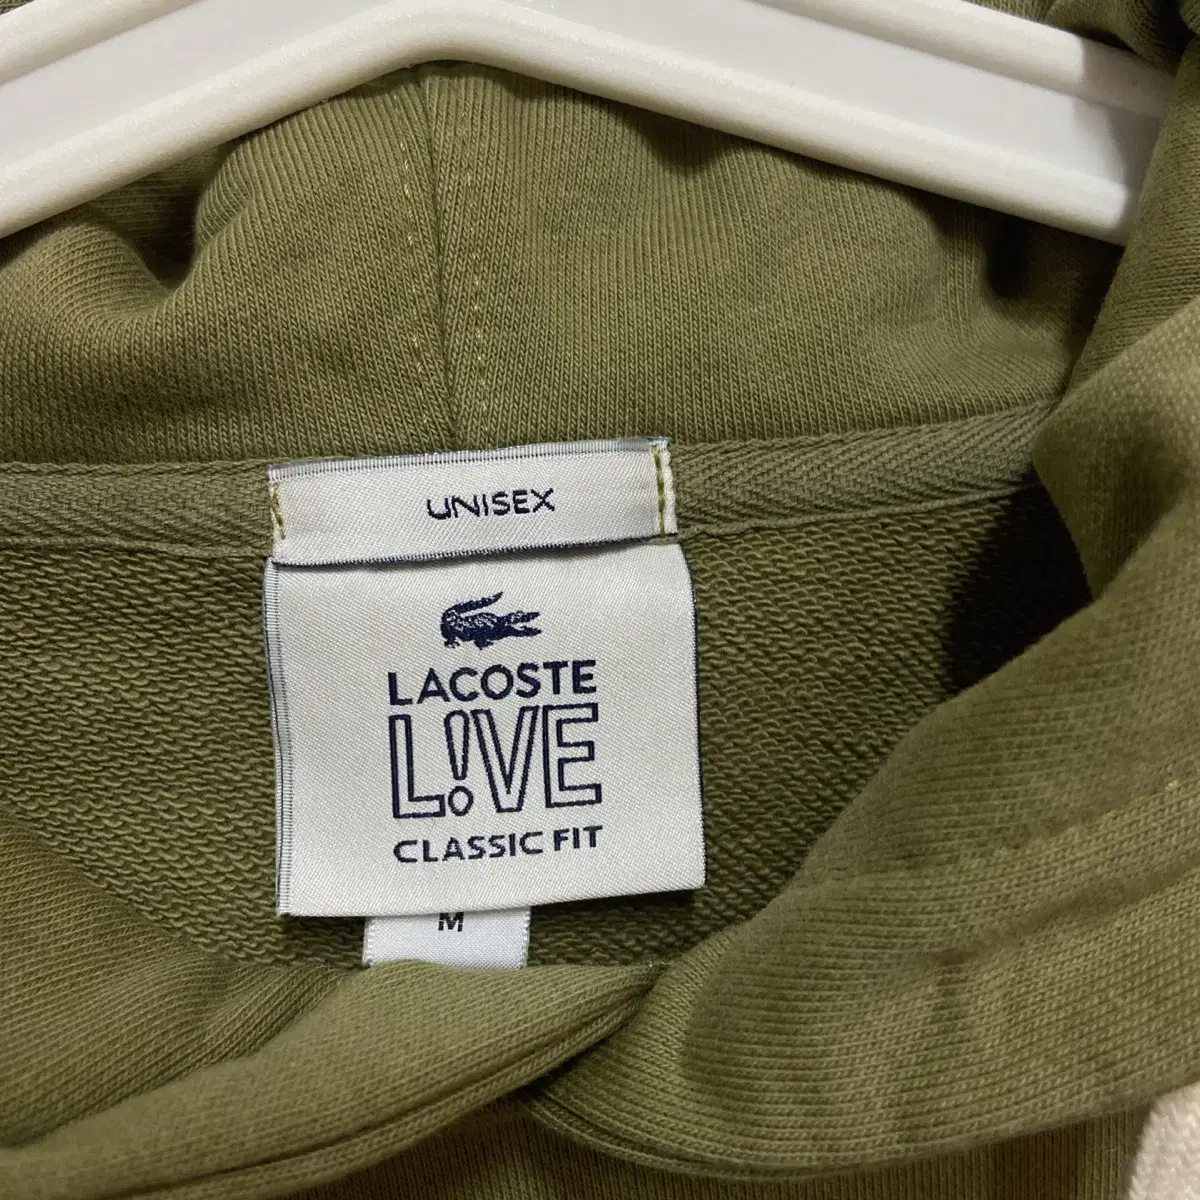 UNISEX
LACOSTE
L!VE
CLASSIC FIT
M